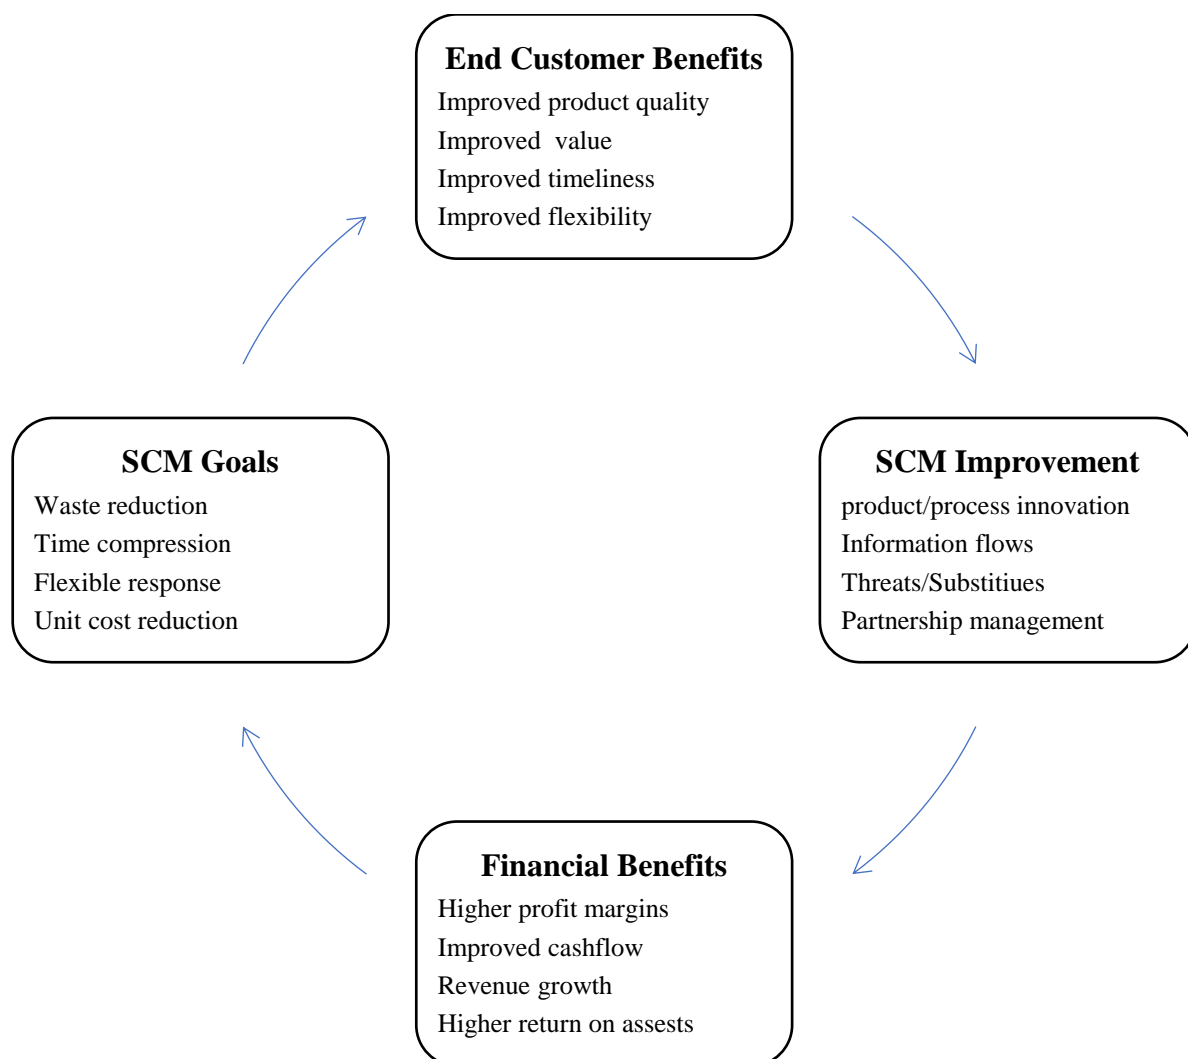 End Customer Benefits
Improved product quality
Improved  value
Improved timeliness
Improved flexibility
SCM Goals
Waste reduction
Time compression
Flexible response
Unit cost reduction
SCM Improvement
product/process innovation
Information flows
Threats/Substitiues
Partnership management
Financial Benefits
Higher profit margins
Improved cashflow
Revenue growth
Higher return on assests